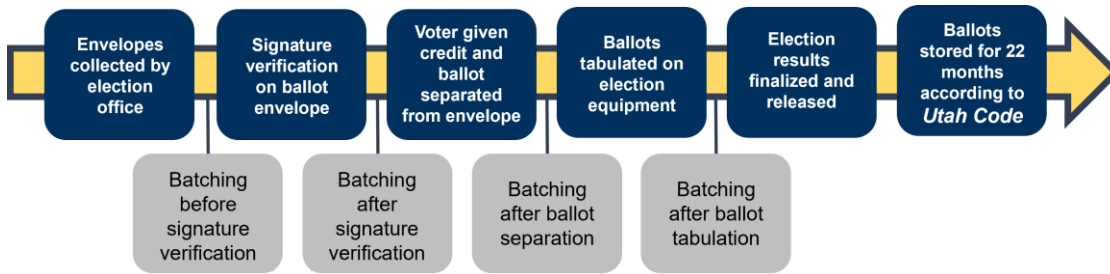 Envelopes
collected by
election
office
Signature
verification
on ballot
envelope
Voter given
credit and
ballot
separated
from envelope
Ballots
tabulated on
election
equipment
Election
results
finalized and
released
Ballots
stored for 22
months
according to
Utah Code
Batching
before
signature
verification
Batching
after
signature
verification
Batching
after ballot
separation
Batching
after ballot
tabulation